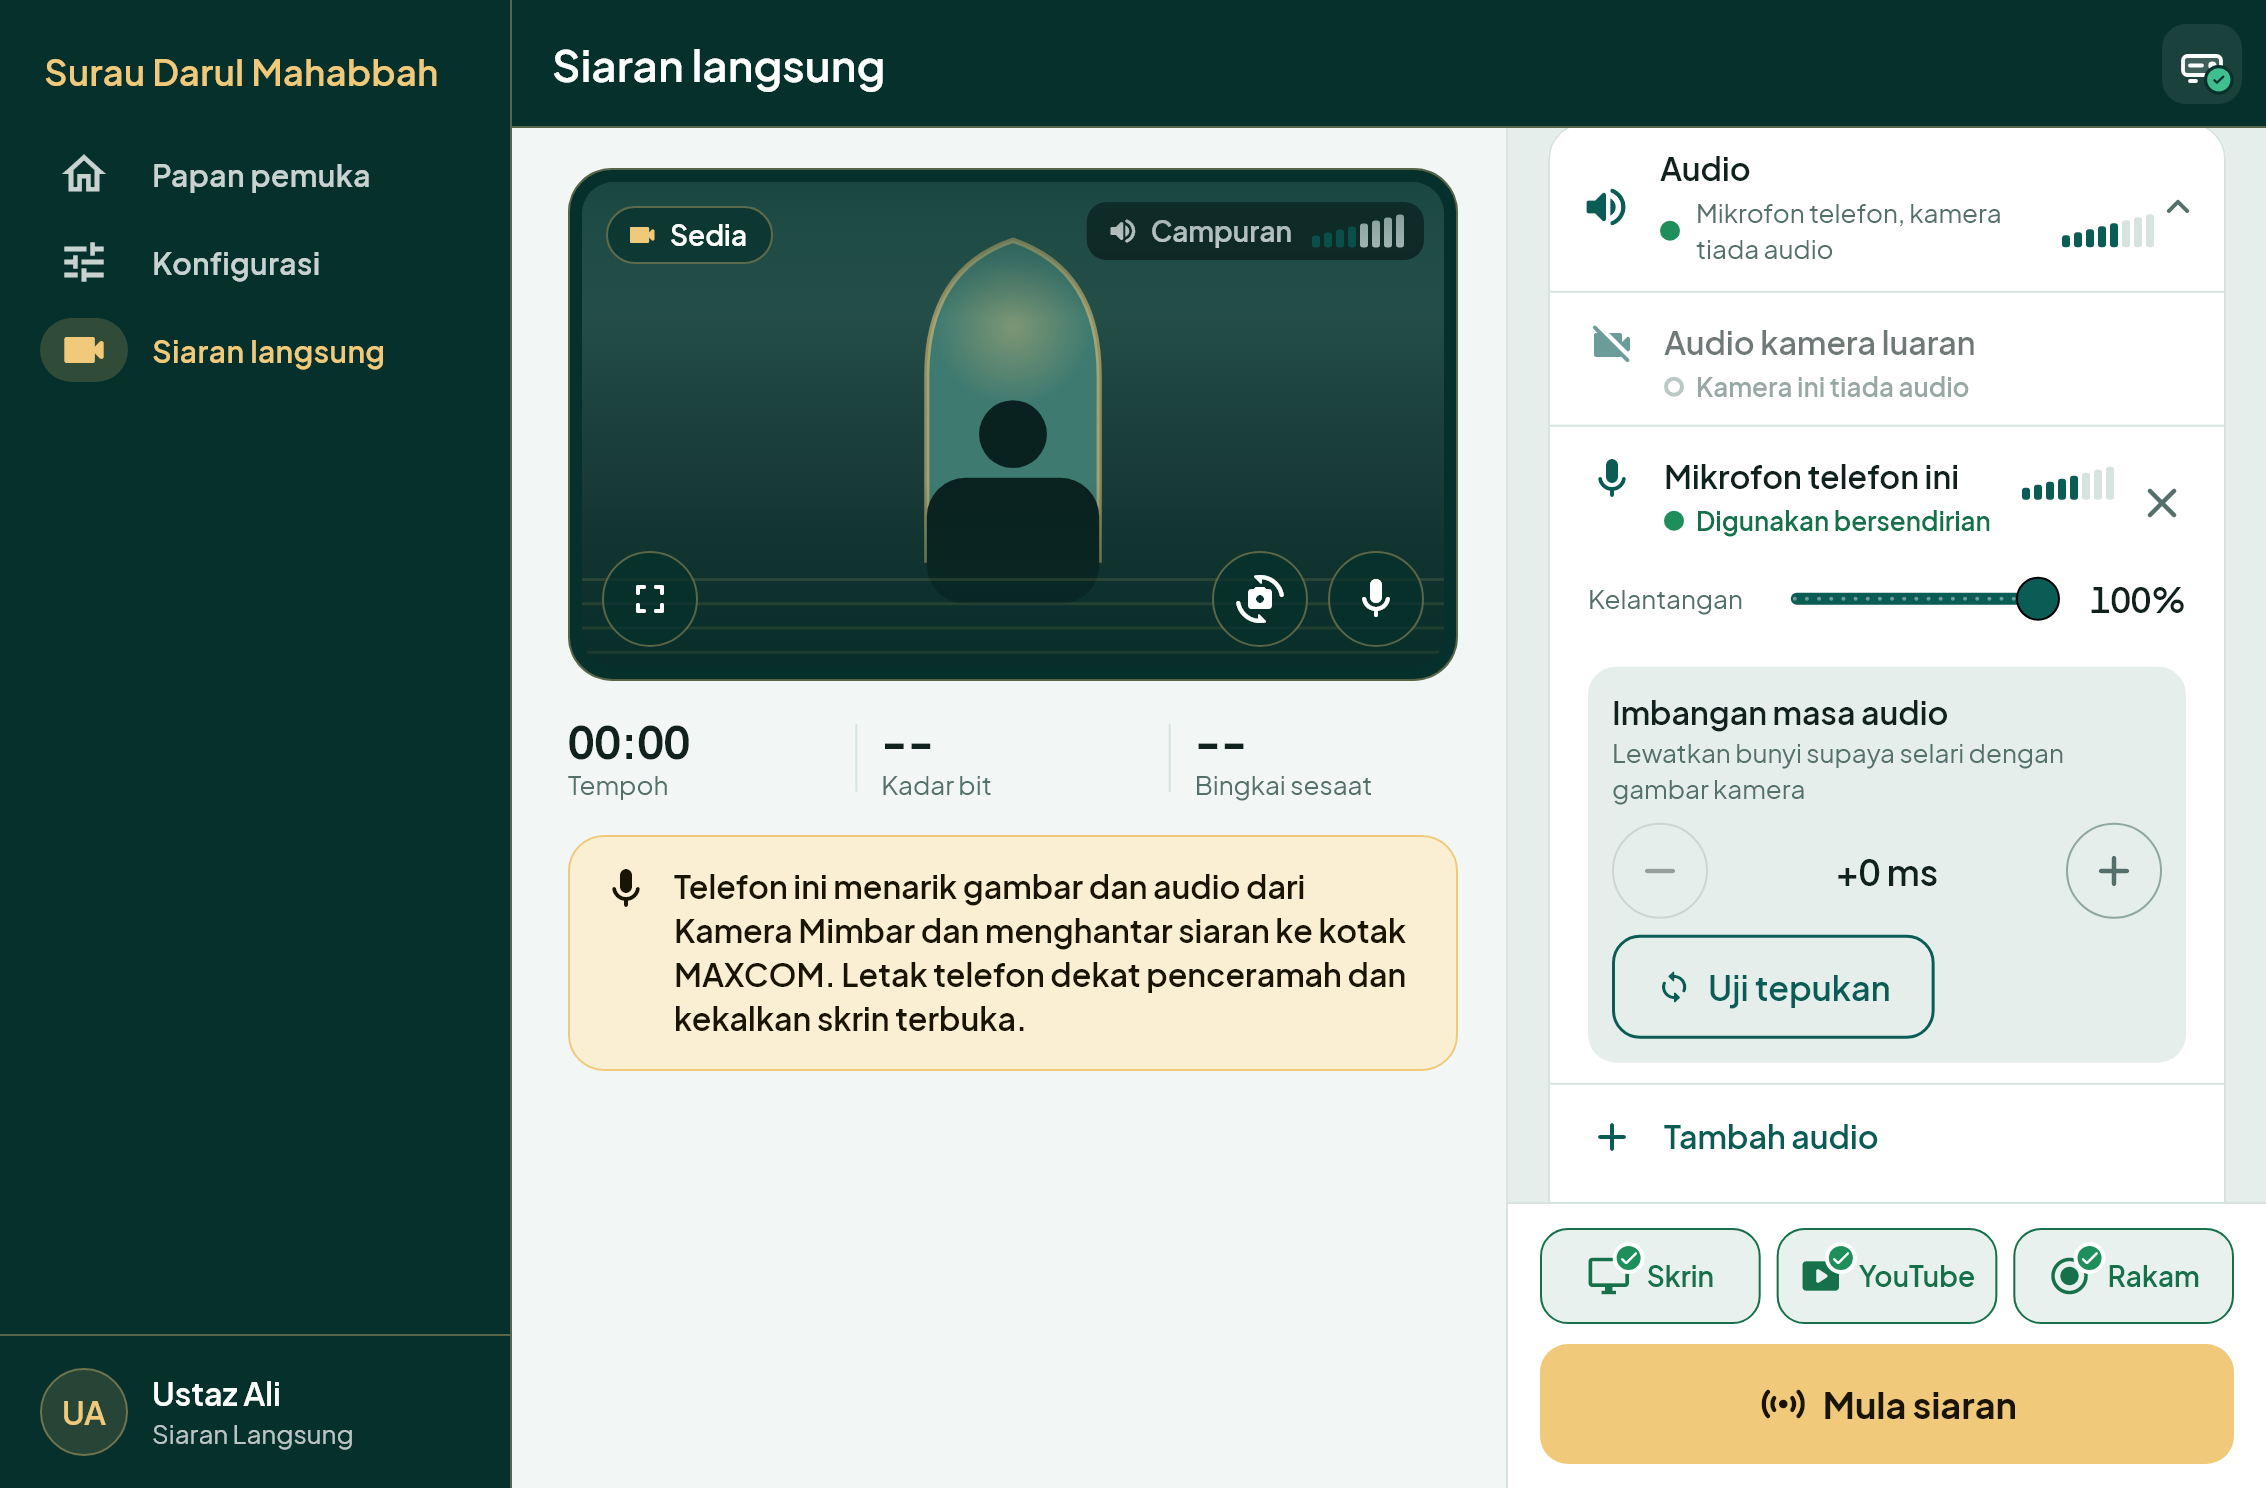 Surau Darul Mahabbah
Papan pemuka
Konfigurasi
Siaran langsung
Ustaz Ali
Siaran Langsung
UA
Siaran langsung
Sedia
Campuran
00:00
Tempoh
--
Kadar bit
--
Bingkai sesaat
Telefon ini menarik gambar dan audio dari
Kamera Mimbar dan menghantar siaran ke kotak
MAXCOM. Letak telefon dekat penceramah dan
kekalkan skrin terbuka.
Audio
Mikrofon telefon, kamera
tiada audio
Audio kamera luaran
Kamera ini tiada audio
Mikrofon telefon ini
Digunakan bersendirian
Kelantangan
100%
Imbangan masa audio
Lewatkan bunyi supaya selari dengan
gambar kamera
+0 ms
Uji tepukan
Tambah audio
Skrin
YouTube
Rakam
Mula siaran